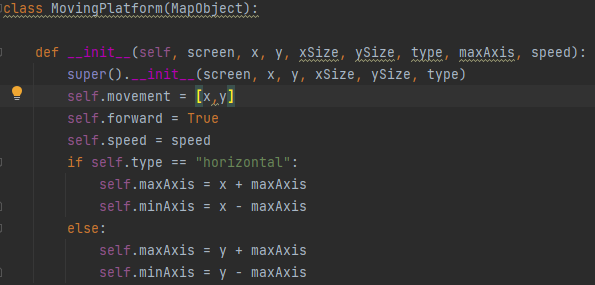 class MovingPlatform(MapObject):
def __init__(self, screen, x, y, xSize, ySize, type, maxAxis, speed):
super().__init__(screen, x, y, xSize, ySize, type)
self.movement = [x,y]
self.forward = True
self.speed = speed
if self.type == "horizontal":
self.maxAxis = x + maxAxis
self.minAxis = x - maxAxis
else:
self.maxAxis = y + maxAxis
self.minAxis = y - maxAxis